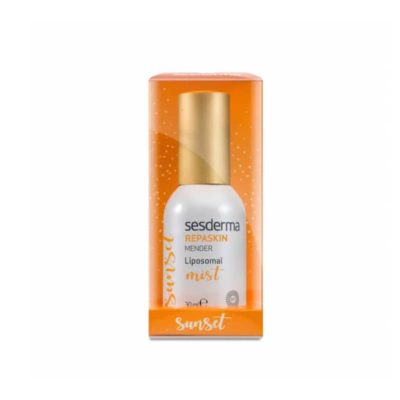 sesderma
REPASKIN
MENDER
Liposomal
mist
30 ml e
sunset
sunset